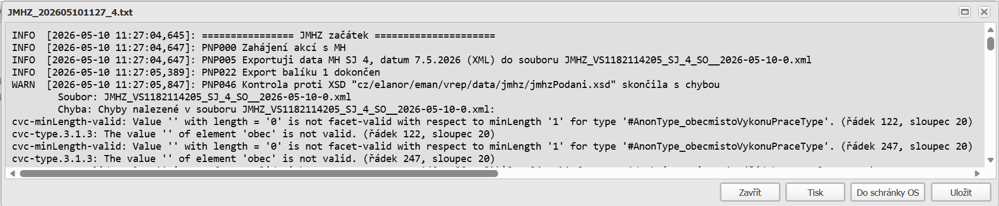 JMHZ_202605101127_4.txt
INFO  [2026-05-10 11:27:04,645]: ================ JMHZ začátek =====================
INFO  [2026-05-10 11:27:04,647]: PNP000 Zahájení akcí s MH
INFO  [2026-05-10 11:27:04,647]: PNP005 Exportuji data MH SJ 4, datum 7.5.2026 (XML) do souboru JMHZ_VS1182114205_SJ_4_SO__2026-05-10-0.xml
INFO  [2026-05-10 11:27:05,389]: PNP022 Export balíku 1 dokončen
WARN  [2026-05-10 11:27:05,847]: PNP046 Kontrola proti XSD "cz/elanor/eman/vrep/data/jmhz/jmhzPodani.xsd" skončila s chybou
Soubor: JMHZ_VS1182114205_SJ_4_SO__2026-05-10-0.xml
Chyba: Chyby nalezené v souboru JMHZ_VS1182114205_SJ_4_SO__2026-05-10-0.xml:
cvc-minLength-valid: Value '' with length = '0' is not facet-valid with respect to minLength '1' for type '#AnonType_obecmistoVykonuPraceType'. (řádek 122, sloupec 20)
cvc-type.3.1.3: The value '' of element 'obec' is not valid. (řádek 122, sloupec 20)
cvc-minLength-valid: Value '' with length = '0' is not facet-valid with respect to minLength '1' for type '#AnonType_obecmistoVykonuPraceType'. (řádek 247, sloupec 20)
cvc-type.3.1.3: The value '' of element 'obec' is not valid. (řádek 247, sloupec 20)
Zavřít
Tisk
Do schránky OS
Uložit